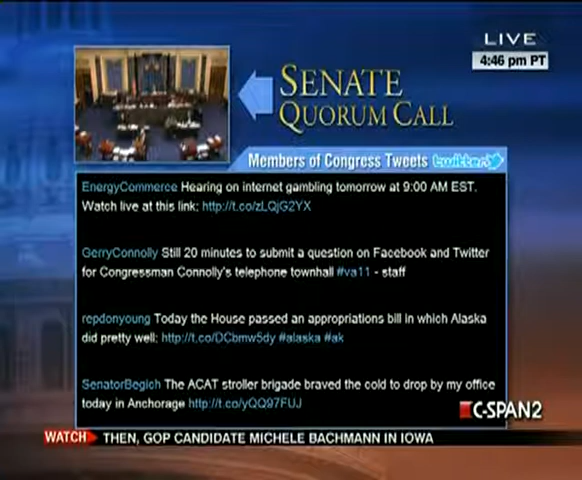 LIVE
4:46 pm PT
SENATE
QUORUM CALL
Members of Congress Tweets twitter
EnergyCommerce Hearing on internet gambling tomorrow at 9:00 AM EST.
Watch live at this link: http://t.co/zLQjG2YX
GerryConnolly Still 20 minutes to submit a question on Facebook and Twitter
for Congressman Connolly's telephone townhall #va11 - staff
repdonyoung Today the House passed an appropriations bill in which Alaska
did pretty well: http://t.co/DCbmw5dy #alaska #ak
SenatorBegich The ACAT stroller brigade braved the cold to drop by my office
today in Anchorage http://t.co/yQQ97FUJ
C-SPAN2
WATCH THEN, GOP CANDIDATE MICHELE BACHMANN IN IOWA